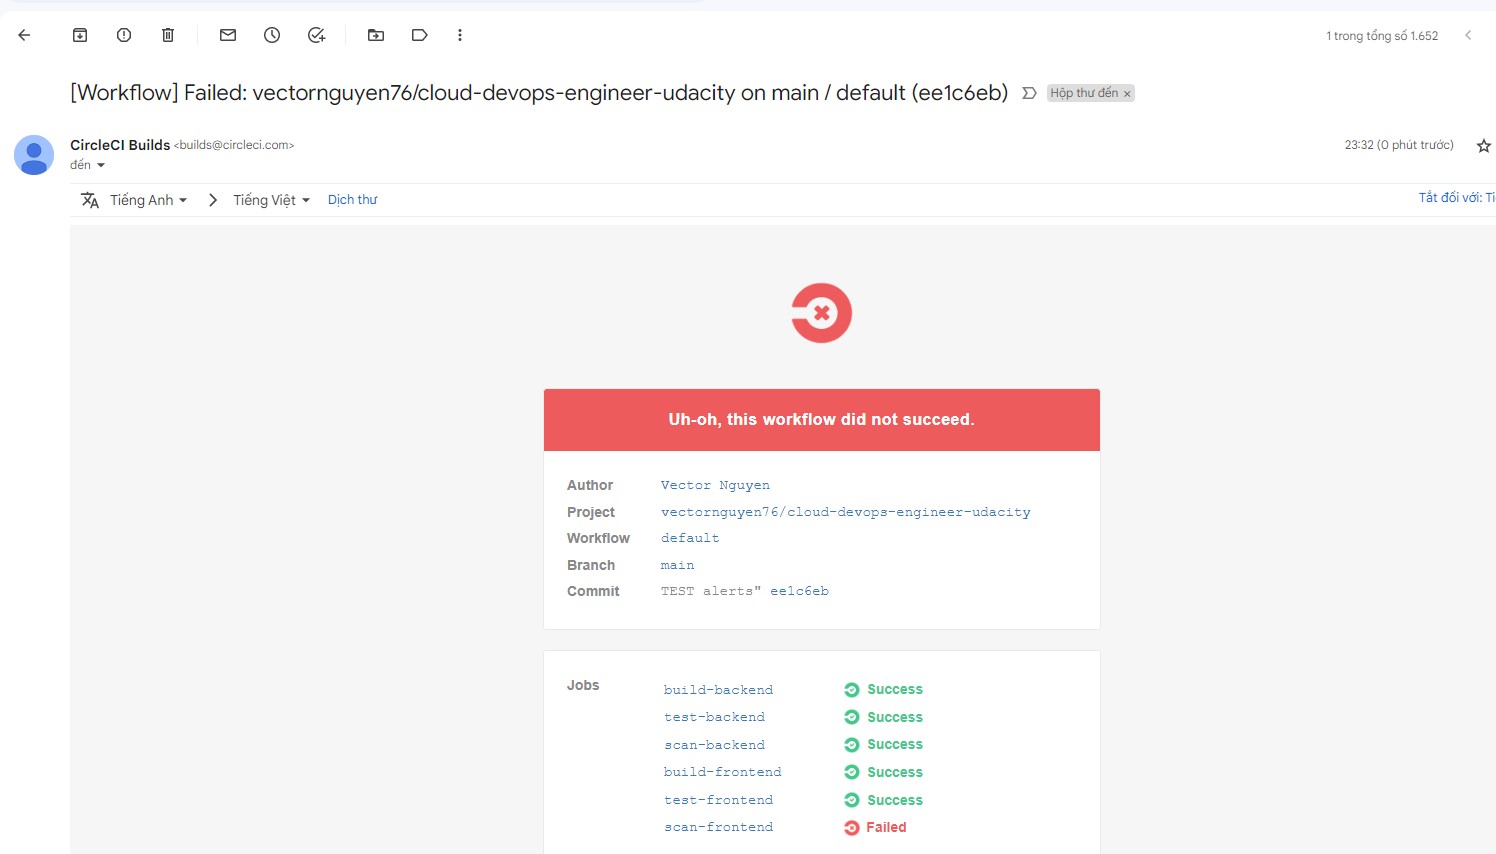 1 trong tổng số 1.652
[Workflow] Failed: vectornguyen76/cloud-devops-engineer-udacity on main / default (ee1c6eb)
Hộp thư đến ×
CircleCI Builds <builds@circleci.com>
23:32 (0 phút trước)
đến
Tiếng Anh
Tiếng Việt
Dịch thư
Tắt đối với: Ti
Uh-oh, this workflow did not succeed.
Author Vector Nguyen
Project vectornguyen76/cloud-devops-engineer-udacity
Workflow default
Branch main
Commit TEST alerts" ee1c6eb
Jobs
build-backend Success
test-backend Success
scan-backend Success
build-frontend Success
test-frontend Success
scan-frontend Failed